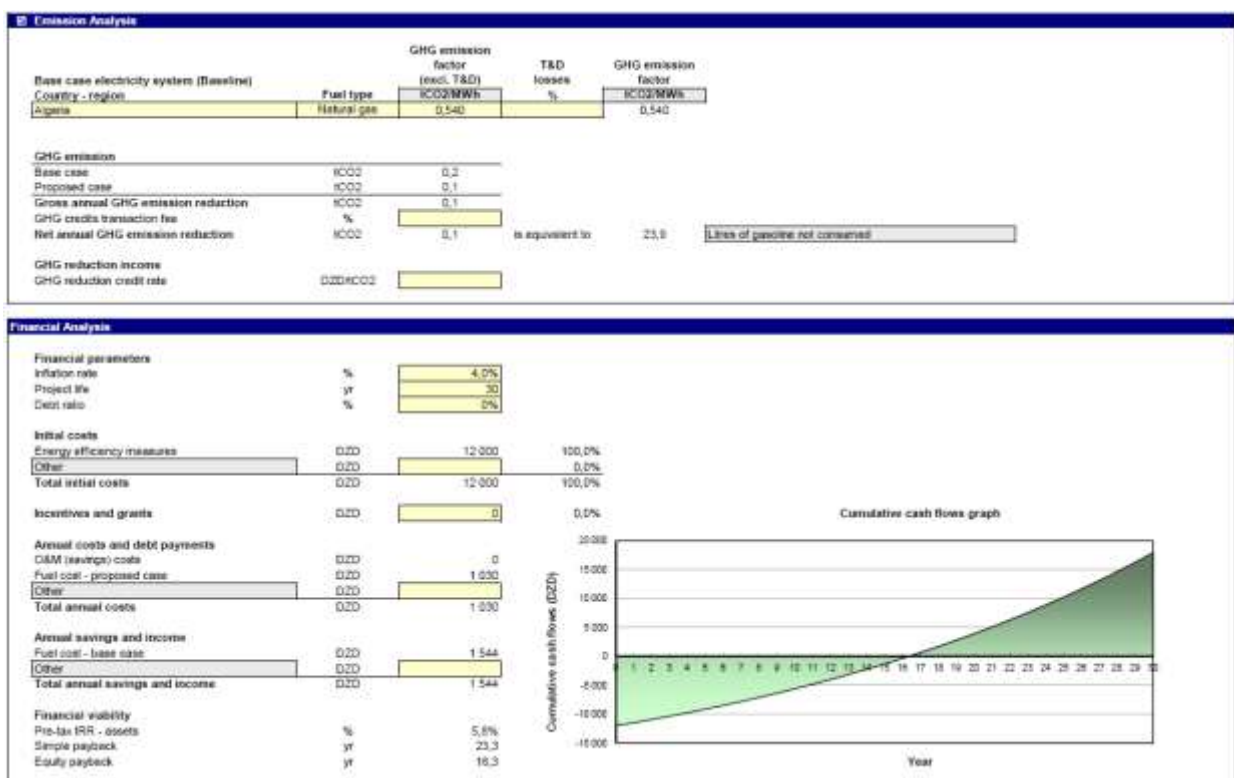 Emission Analysis
GHG emission
factor T&D GHG emission
Base case electricity system (Baseline) (excl. T&D) losses factor
Country - region Fuel type tCO2/MWh % tCO2/MWh
Algeria Natural gas 0,540 0,540
GHG emission
Base case tCO2 0,2
Proposed case tCO2 0,1
Gross annual GHG emission reduction tCO2 0,1
GHG credits transaction fee %
Net annual GHG emission reduction tCO2 0,1 is equivalent to 23,9 Litres of gasoline not consumed
GHG reduction income
GHG reduction credit rate DZD/tCO2
Financial Analysis
Financial parameters
Inflation rate % 4,0%
Project life yr 30
Debt ratio % 0%
Initial costs
Energy efficiency measures DZD 12 000 100,0%
Other DZD 0,0%
Total initial costs DZD 12 000 100,0%
Incentives and grants DZD 0 0,0%
Annual costs and debt payments
O&M (savings) costs DZD 0
Fuel cost - proposed case DZD 1 030
Other DZD
Total annual costs DZD 1 030
Annual savings and income
Fuel cost - base case DZD 1 544
Other DZD
Total annual savings and income DZD 1 544
Financial viability
Pre-tax IRR - assets % 5,8%
Simple payback yr 23,3
Equity payback yr 16,3
Cumulative cash flows graph
Cumulative cash flows (DZD)
20 000
15 000
10 000
5 000
0
0 1 2 3 4 5 6 7 8 9 10 11 12 13 14 15 16 17 18 19 20 21 22 23 24 25 26 27 28 29 30
-5 000
-10 000
-15 000
Year